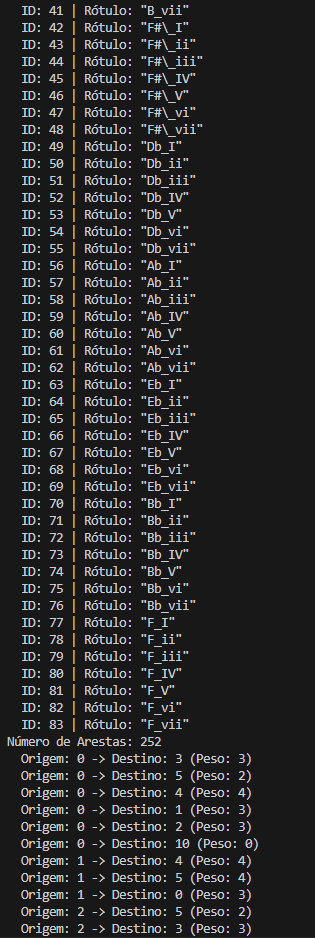 ID: 41 | Rótulo: "B_vii"
ID: 42 | Rótulo: "F#\_I"
ID: 43 | Rótulo: "F#\_ii"
ID: 44 | Rótulo: "F#\_iii"
ID: 45 | Rótulo: "F#\_IV"
ID: 46 | Rótulo: "F#\_V"
ID: 47 | Rótulo: "F#\_vi"
ID: 48 | Rótulo: "F#\_vii"
ID: 49 | Rótulo: "Db_I"
ID: 50 | Rótulo: "Db_ii"
ID: 51 | Rótulo: "Db_iii"
ID: 52 | Rótulo: "Db_IV"
ID: 53 | Rótulo: "Db_V"
ID: 54 | Rótulo: "Db_vi"
ID: 55 | Rótulo: "Db_vii"
ID: 56 | Rótulo: "Ab_I"
ID: 57 | Rótulo: "Ab_ii"
ID: 58 | Rótulo: "Ab_iii"
ID: 59 | Rótulo: "Ab_IV"
ID: 60 | Rótulo: "Ab_V"
ID: 61 | Rótulo: "Ab_vi"
ID: 62 | Rótulo: "Ab_vii"
ID: 63 | Rótulo: "Eb_I"
ID: 64 | Rótulo: "Eb_ii"
ID: 65 | Rótulo: "Eb_iii"
ID: 66 | Rótulo: "Eb_IV"
ID: 67 | Rótulo: "Eb_V"
ID: 68 | Rótulo: "Eb_vi"
ID: 69 | Rótulo: "Eb_vii"
ID: 70 | Rótulo: "Bb_I"
ID: 71 | Rótulo: "Bb_ii"
ID: 72 | Rótulo: "Bb_iii"
ID: 73 | Rótulo: "Bb_IV"
ID: 74 | Rótulo: "Bb_V"
ID: 75 | Rótulo: "Bb_vi"
ID: 76 | Rótulo: "Bb_vii"
ID: 77 | Rótulo: "F_I"
ID: 78 | Rótulo: "F_ii"
ID: 79 | Rótulo: "F_iii"
ID: 80 | Rótulo: "F_IV"
ID: 81 | Rótulo: "F_V"
ID: 82 | Rótulo: "F_vi"
ID: 83 | Rótulo: "F_vii"
Número de Arestas: 252
Origem: 0 -> Destino: 3 (Peso: 3)
Origem: 0 -> Destino: 5 (Peso: 2)
Origem: 0 -> Destino: 4 (Peso: 4)
Origem: 0 -> Destino: 1 (Peso: 3)
Origem: 0 -> Destino: 2 (Peso: 3)
Origem: 0 -> Destino: 10 (Peso: 0)
Origem: 1 -> Destino: 4 (Peso: 4)
Origem: 1 -> Destino: 5 (Peso: 4)
Origem: 1 -> Destino: 0 (Peso: 3)
Origem: 2 -> Destino: 5 (Peso: 2)
Origem: 2 -> Destino: 3 (Peso: 3)